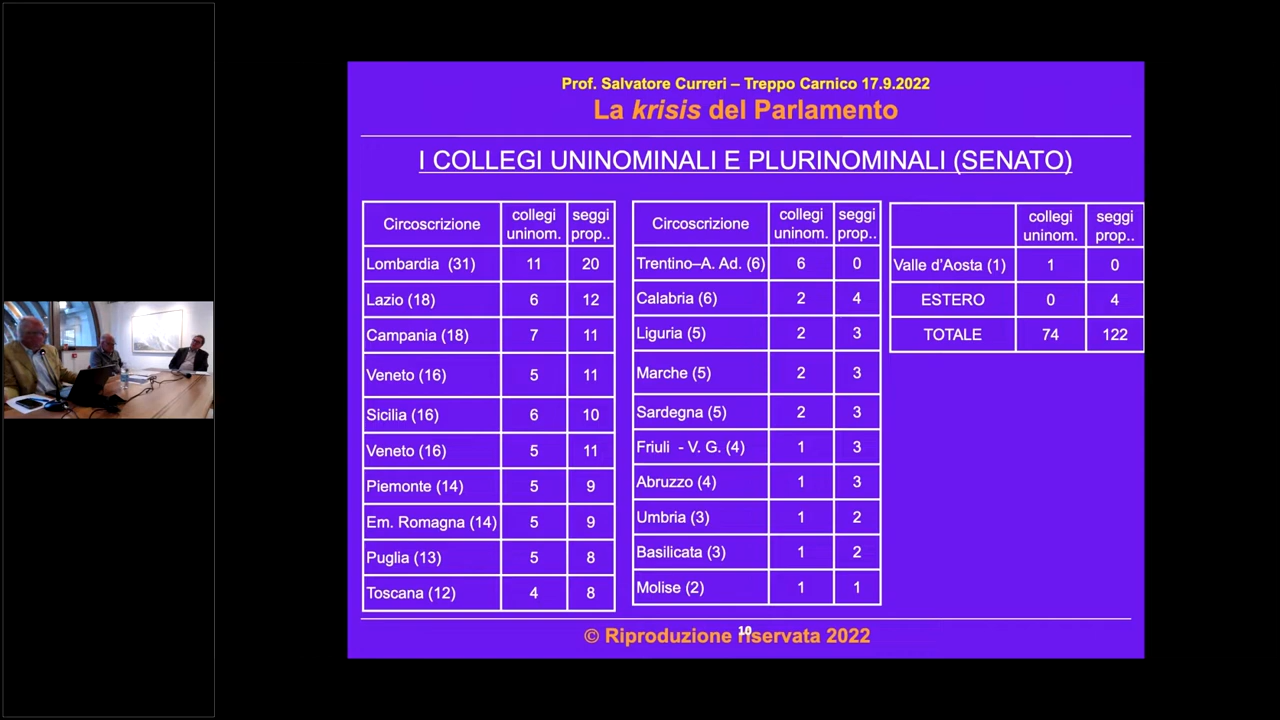 Prof. Salvatore Curreri – Treppo Carnico 17.9.2022
La krisis del Parlamento
I COLLEGI UNINOMINALI E PLURINOMINALI (SENATO)
Circoscrizione collegi uninom. seggi prop..
Lombardia (31) 11 20
Lazio (18) 6 12
Campania (18) 7 11
Veneto (16) 5 11
Sicilia (16) 6 10
Veneto (16) 5 11
Piemonte (14) 5 9
Em. Romagna (14) 5 9
Puglia (13) 5 8
Toscana (12) 4 8
Circoscrizione collegi uninom. seggi prop..
Trentino–A. Ad. (6) 6 0
Calabria (6) 2 4
Liguria (5) 2 3
Marche (5) 2 3
Sardegna (5) 2 3
Friuli - V. G. (4) 1 3
Abruzzo (4) 1 3
Umbria (3) 1 2
Basilicata (3) 1 2
Molise (2) 1 1
collegi uninom. seggi prop..
Valle d'Aosta (1) 1 0
ESTERO 0 4
TOTALE 74 122
10
© Riproduzione riservata 2022